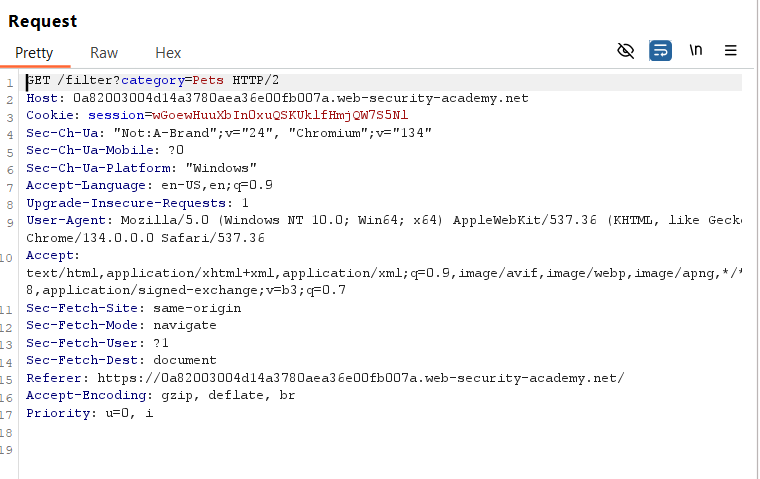 Request
Pretty Raw Hex
\n
1 GET /filter?category=Pets HTTP/2
2 Host: 0a82003004d14a3780aea36e00fb007a.web-security-academy.net
3 Cookie: session=wGoewHuuXbInOxuQSKUklfHmjQW7S5Nl
4 Sec-Ch-Ua: "Not:A-Brand";v="24", "Chromium";v="134"
5 Sec-Ch-Ua-Mobile: ?0
6 Sec-Ch-Ua-Platform: "Windows"
7 Accept-Language: en-US,en;q=0.9
8 Upgrade-Insecure-Requests: 1
9 User-Agent: Mozilla/5.0 (Windows NT 10.0; Win64; x64) AppleWebKit/537.36 (KHTML, like Geck
Chrome/134.0.0.0 Safari/537.36
10 Accept:
text/html,application/xhtml+xml,application/xml;q=0.9,image/avif,image/webp,image/apng,*/*
8,application/signed-exchange;v=b3;q=0.7
11 Sec-Fetch-Site: same-origin
12 Sec-Fetch-Mode: navigate
13 Sec-Fetch-User: ?1
14 Sec-Fetch-Dest: document
15 Referer: https://0a82003004d14a3780aea36e00fb007a.web-security-academy.net/
16 Accept-Encoding: gzip, deflate, br
17 Priority: u=0, i
18
19